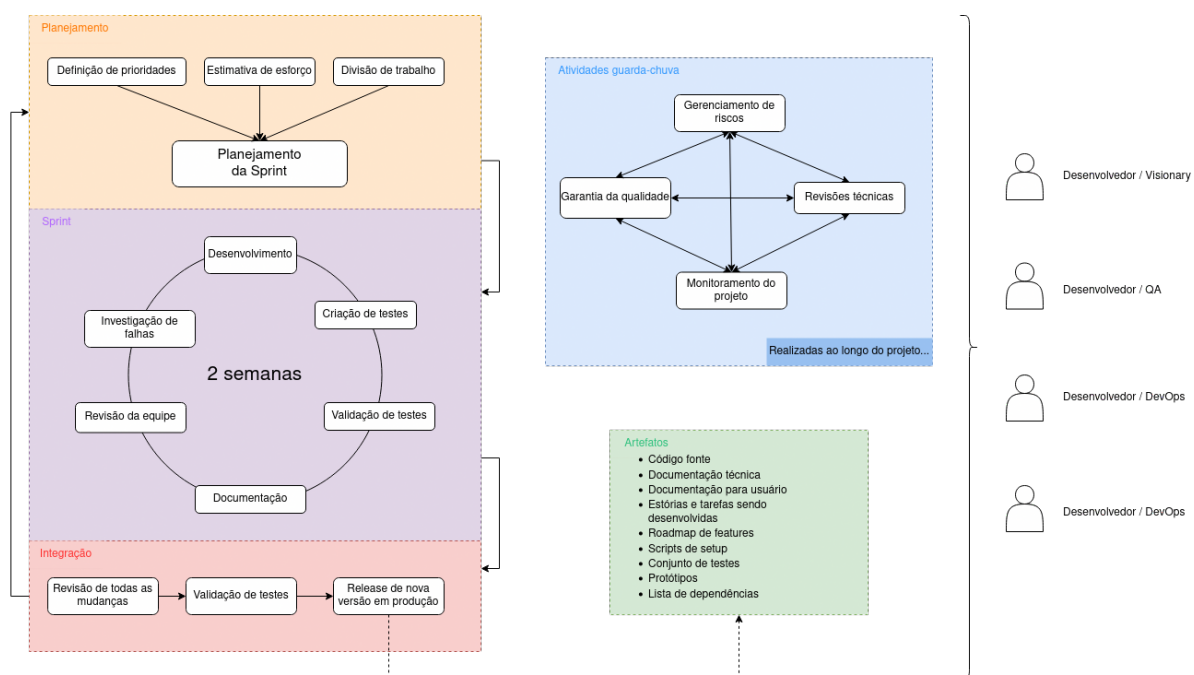 Planejamento
Definição de prioridades
Estimativa de esforço
Divisão de trabalho
Planejamento
da Sprint
Sprint
Desenvolvimento
Criação de testes
Investigação de
falhas
2 semanas
Revisão da equipe
Validação de testes
Documentação
Integração
Revisão de todas as
mudanças
Validação de testes
Release de nova
versão em produção
Atividades guarda-chuva
Gerenciamento de
riscos
Garantia da qualidade
Revisões técnicas
Monitoramento do
projeto
Realizadas ao longo do projeto...
Artefatos
• Código fonte
• Documentação técnica
• Documentação para usuário
• Estórias e tarefas sendo
desenvolvidas
• Roadmap de features
• Scripts de setup
• Conjunto de testes
• Protótipos
• Lista de dependências
Desenvolvedor / Visionary
Desenvolvedor / QA
Desenvolvedor / DevOps
Desenvolvedor / DevOps